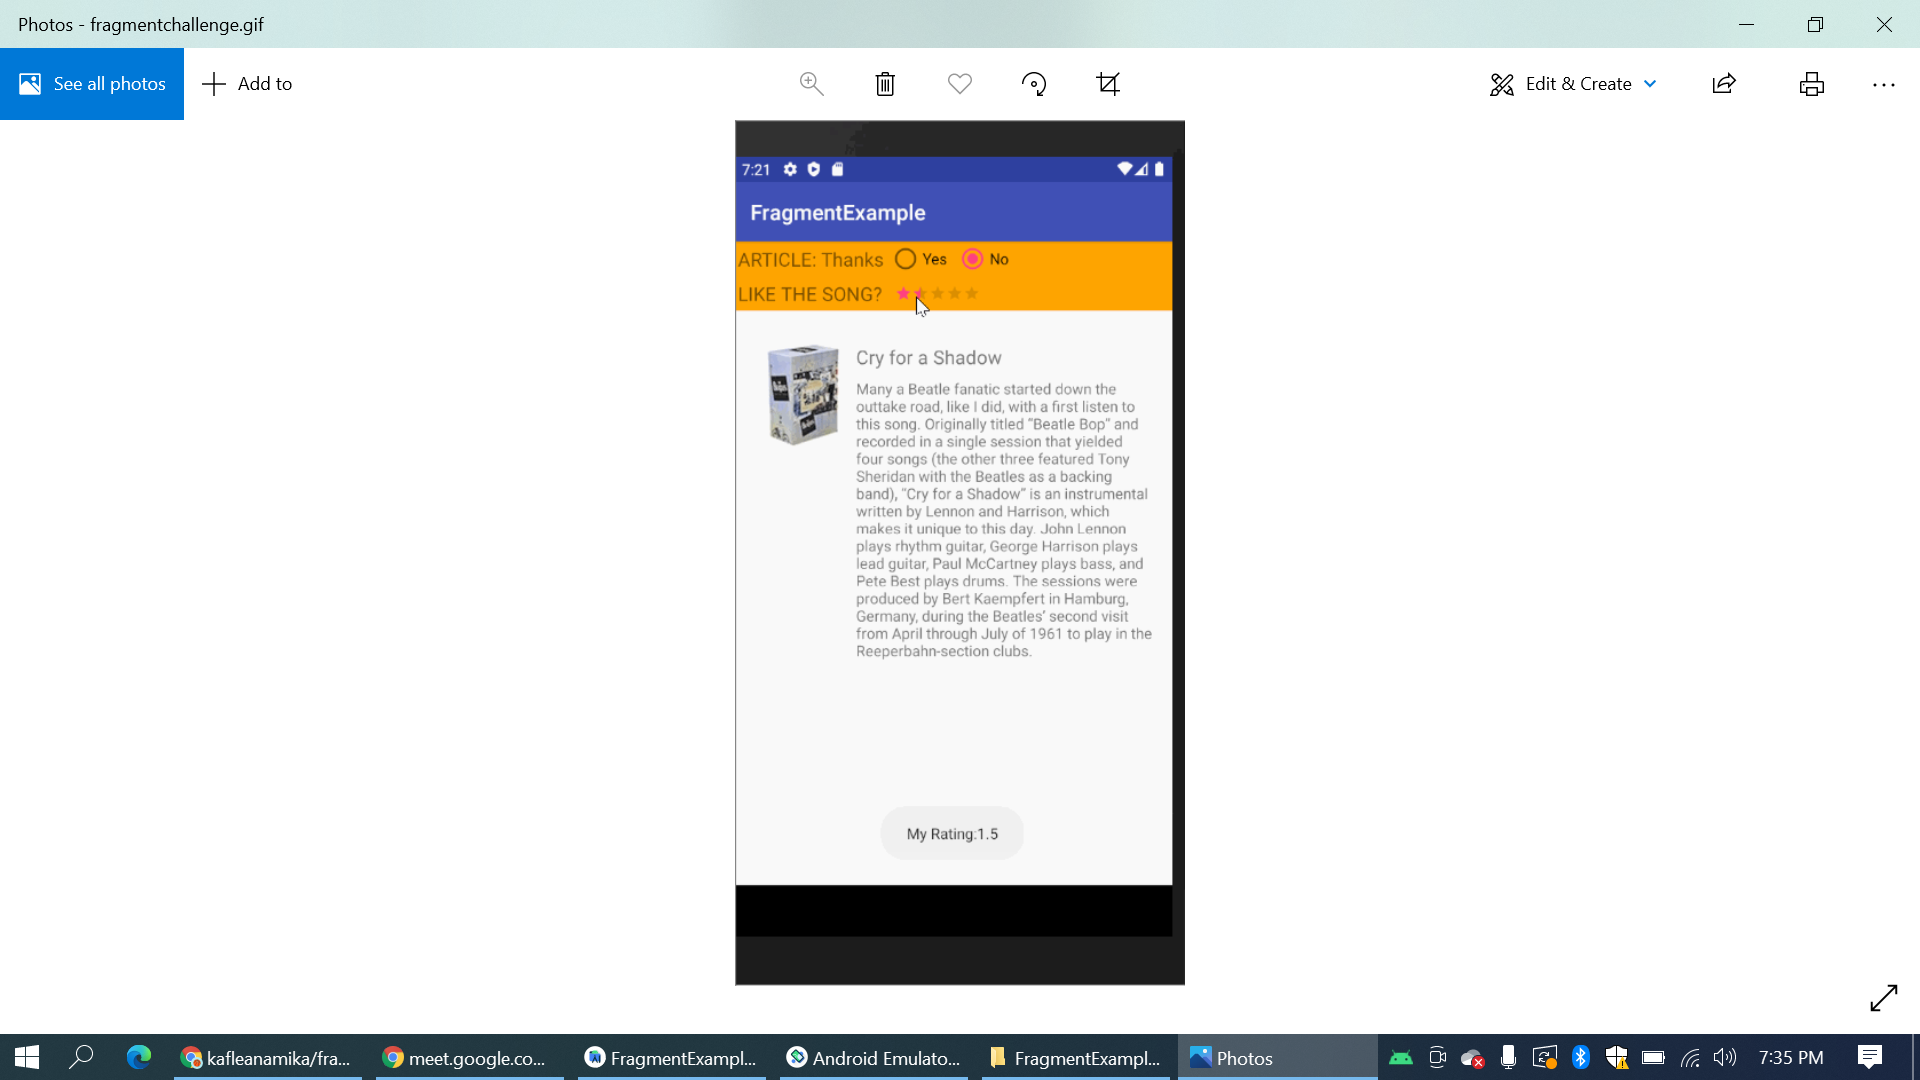 Photos - fragmentchallenge.gif
See all photos
Add to
Edit & Create
7:21
FragmentExample
ARTICLE: Thanks
Yes
No
LIKE THE SONG?
Cry for a Shadow
Many a Beatle fanatic started down the
outtake road, like I did, with a first listen to
this song. Originally titled “Beatle Bop” and
recorded in a single session that yielded
four songs (the other three featured Tony
Sheridan with the Beatles as a backing
band), “Cry for a Shadow” is an instrumental
written by Lennon and Harrison, which
makes it unique to this day. John Lennon
plays rhythm guitar, George Harrison plays
lead guitar, Paul McCartney plays bass, and
Pete Best plays drums. The sessions were
produced by Bert Kaempfert in Hamburg,
Germany, during the Beatles’ second visit
from April through July of 1961 to play in the
Reeperbahn-section clubs.
My Rating:1.5
kafleanamika/fra...
meet.google.co...
FragmentExampl...
Android Emulato...
FragmentExampl...
Photos
7:35 PM